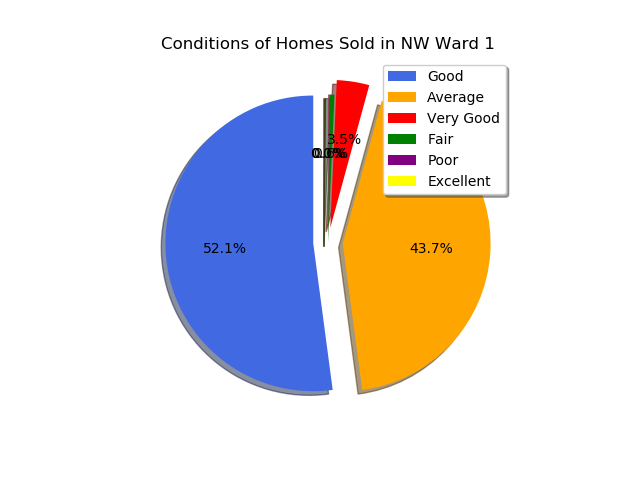 Conditions of Homes Sold in NW Ward 1
Good
Average
Very Good
Fair
Poor
Excellent
3.5%
52.1%
43.7%